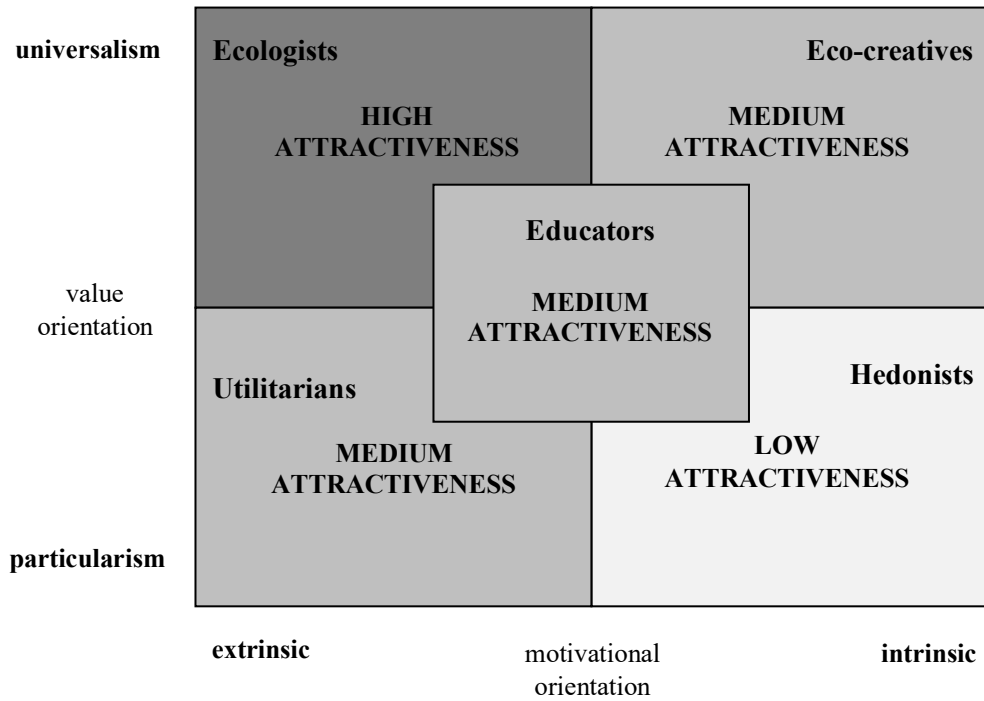 universalism
Ecologists
Eco-creatives
HIGH
ATTRACTIVENESS
MEDIUM
ATTRACTIVENESS
Educators
MEDIUM
ATTRACTIVENESS
value
orientation
Utilitarians
Hedonists
MEDIUM
ATTRACTIVENESS
LOW
ATTRACTIVENESS
particularism
extrinsic
motivational
orientation
intrinsic